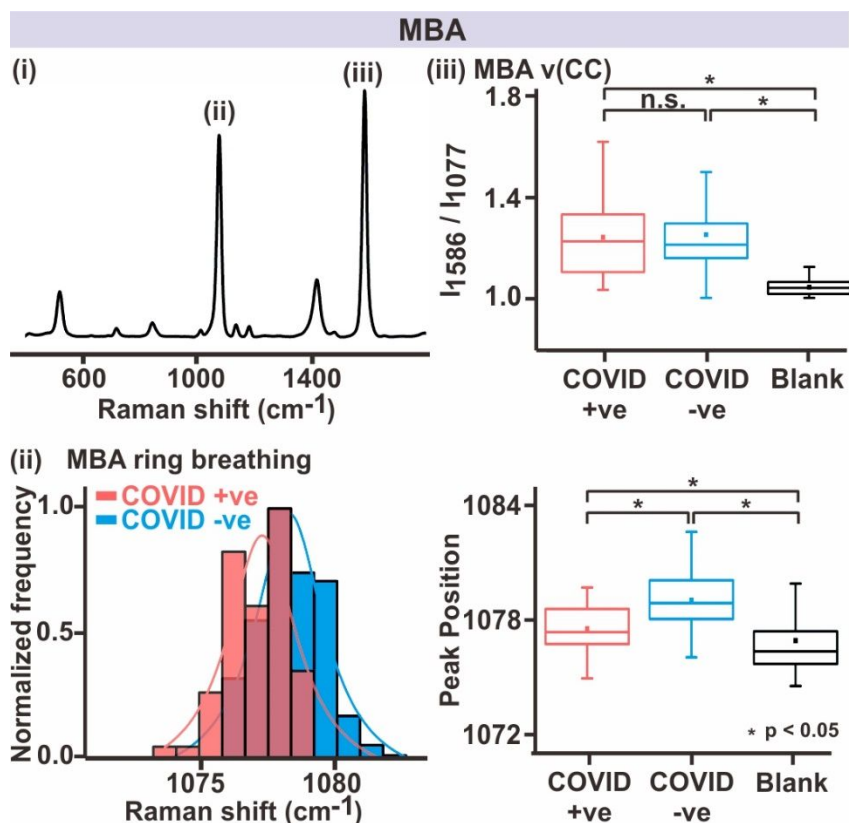 MBA
(i)
(ii)
(iii)
600
1000
1400
Raman shift (cm-1)
(iii) MBA v(CC)
*
n.s.
*
1.8
1.4
1.0
I1586 / I1077
COVID +ve
COVID -ve
Blank
(ii) MBA ring breathing
COVID +ve
COVID -ve
1.0
0.5
0.0
Normalized frequency
1075
1080
Raman shift (cm-1)
*
*
*
1084
1078
1072
Peak Position
* p < 0.05
COVID +ve
COVID -ve
Blank